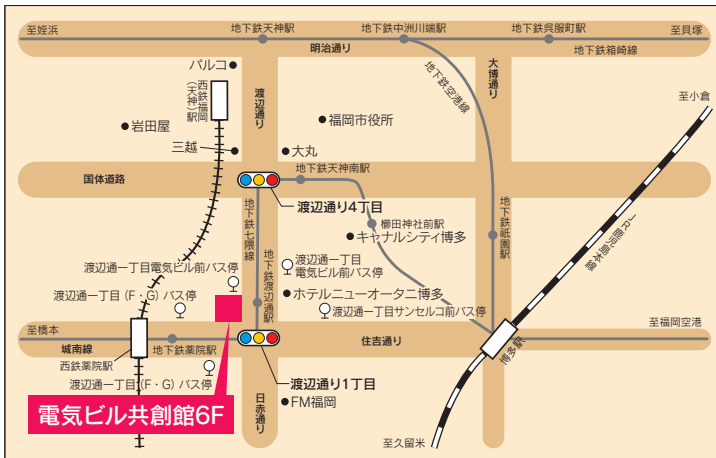 至姪浜
地下鉄天神駅
地下鉄中洲川端駅
地下鉄呉服町駅
至貝塚
明治通り
地下鉄箱崎線
パルコ
西鉄福岡
(天神)駅
渡辺通り
地下鉄空港線
大博通り
至小倉
岩田屋
福岡市役所
三越
大丸
国体道路
地下鉄天神南駅
渡辺通り4丁目
地下鉄七隈線
櫛田神社前駅
地下鉄祇園駅
JR鹿児島本線
キャナルシティ博多
渡辺通一丁目電気ビル前バス停
渡辺通一丁目
電気ビル前バス停
地下鉄渡辺通駅
渡辺通一丁目(F・G)バス停
ホテルニューオータニ博多
渡辺通一丁目サンセルコ前バス停
至橋本
至福岡空港
城南線
地下鉄薬院駅
住吉通り
博多駅
西鉄薬院駅
渡辺通一丁目(F・G)バス停
渡辺通り1丁目
日赤通り
FM福岡
電気ビル共創館6F
至久留米